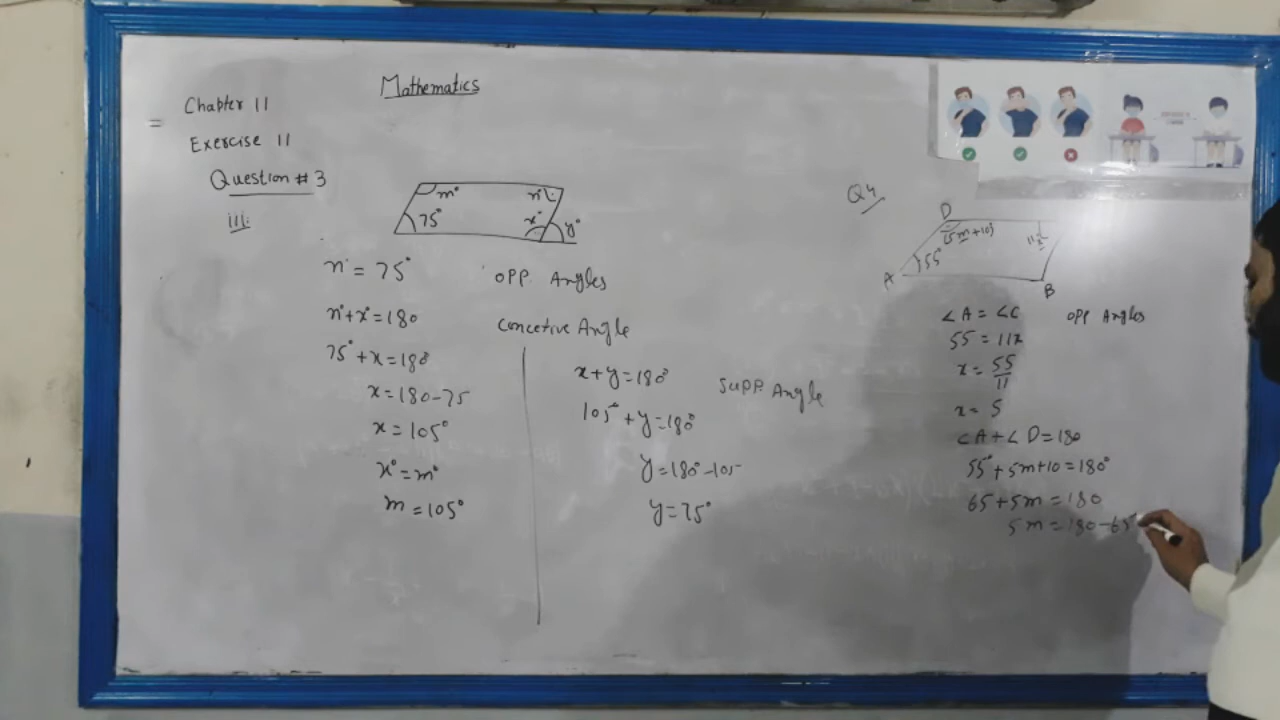 Mathematics
Chapter 11
Exercise 11
Question # 3
iii.
m° n°
75° x° y°
n° = 75° OPP. Angles
n° + x° = 180 Concetive Angle
75° + x = 180°
x = 180 - 75
x = 105°
x° = m°
m = 105°
x + y = 180° SUPP. Angle
105° + y = 180°
y = 180° - 105
y = 75°
Q4
D
(5m+10) 11x
55°
A B
∠A = ∠C OPP Angles
55 = 11x
x = 55/11
x = 5
∠A + ∠D = 180
55° + 5m + 10 = 180°
65 + 5m = 180
5m = 180 - 65